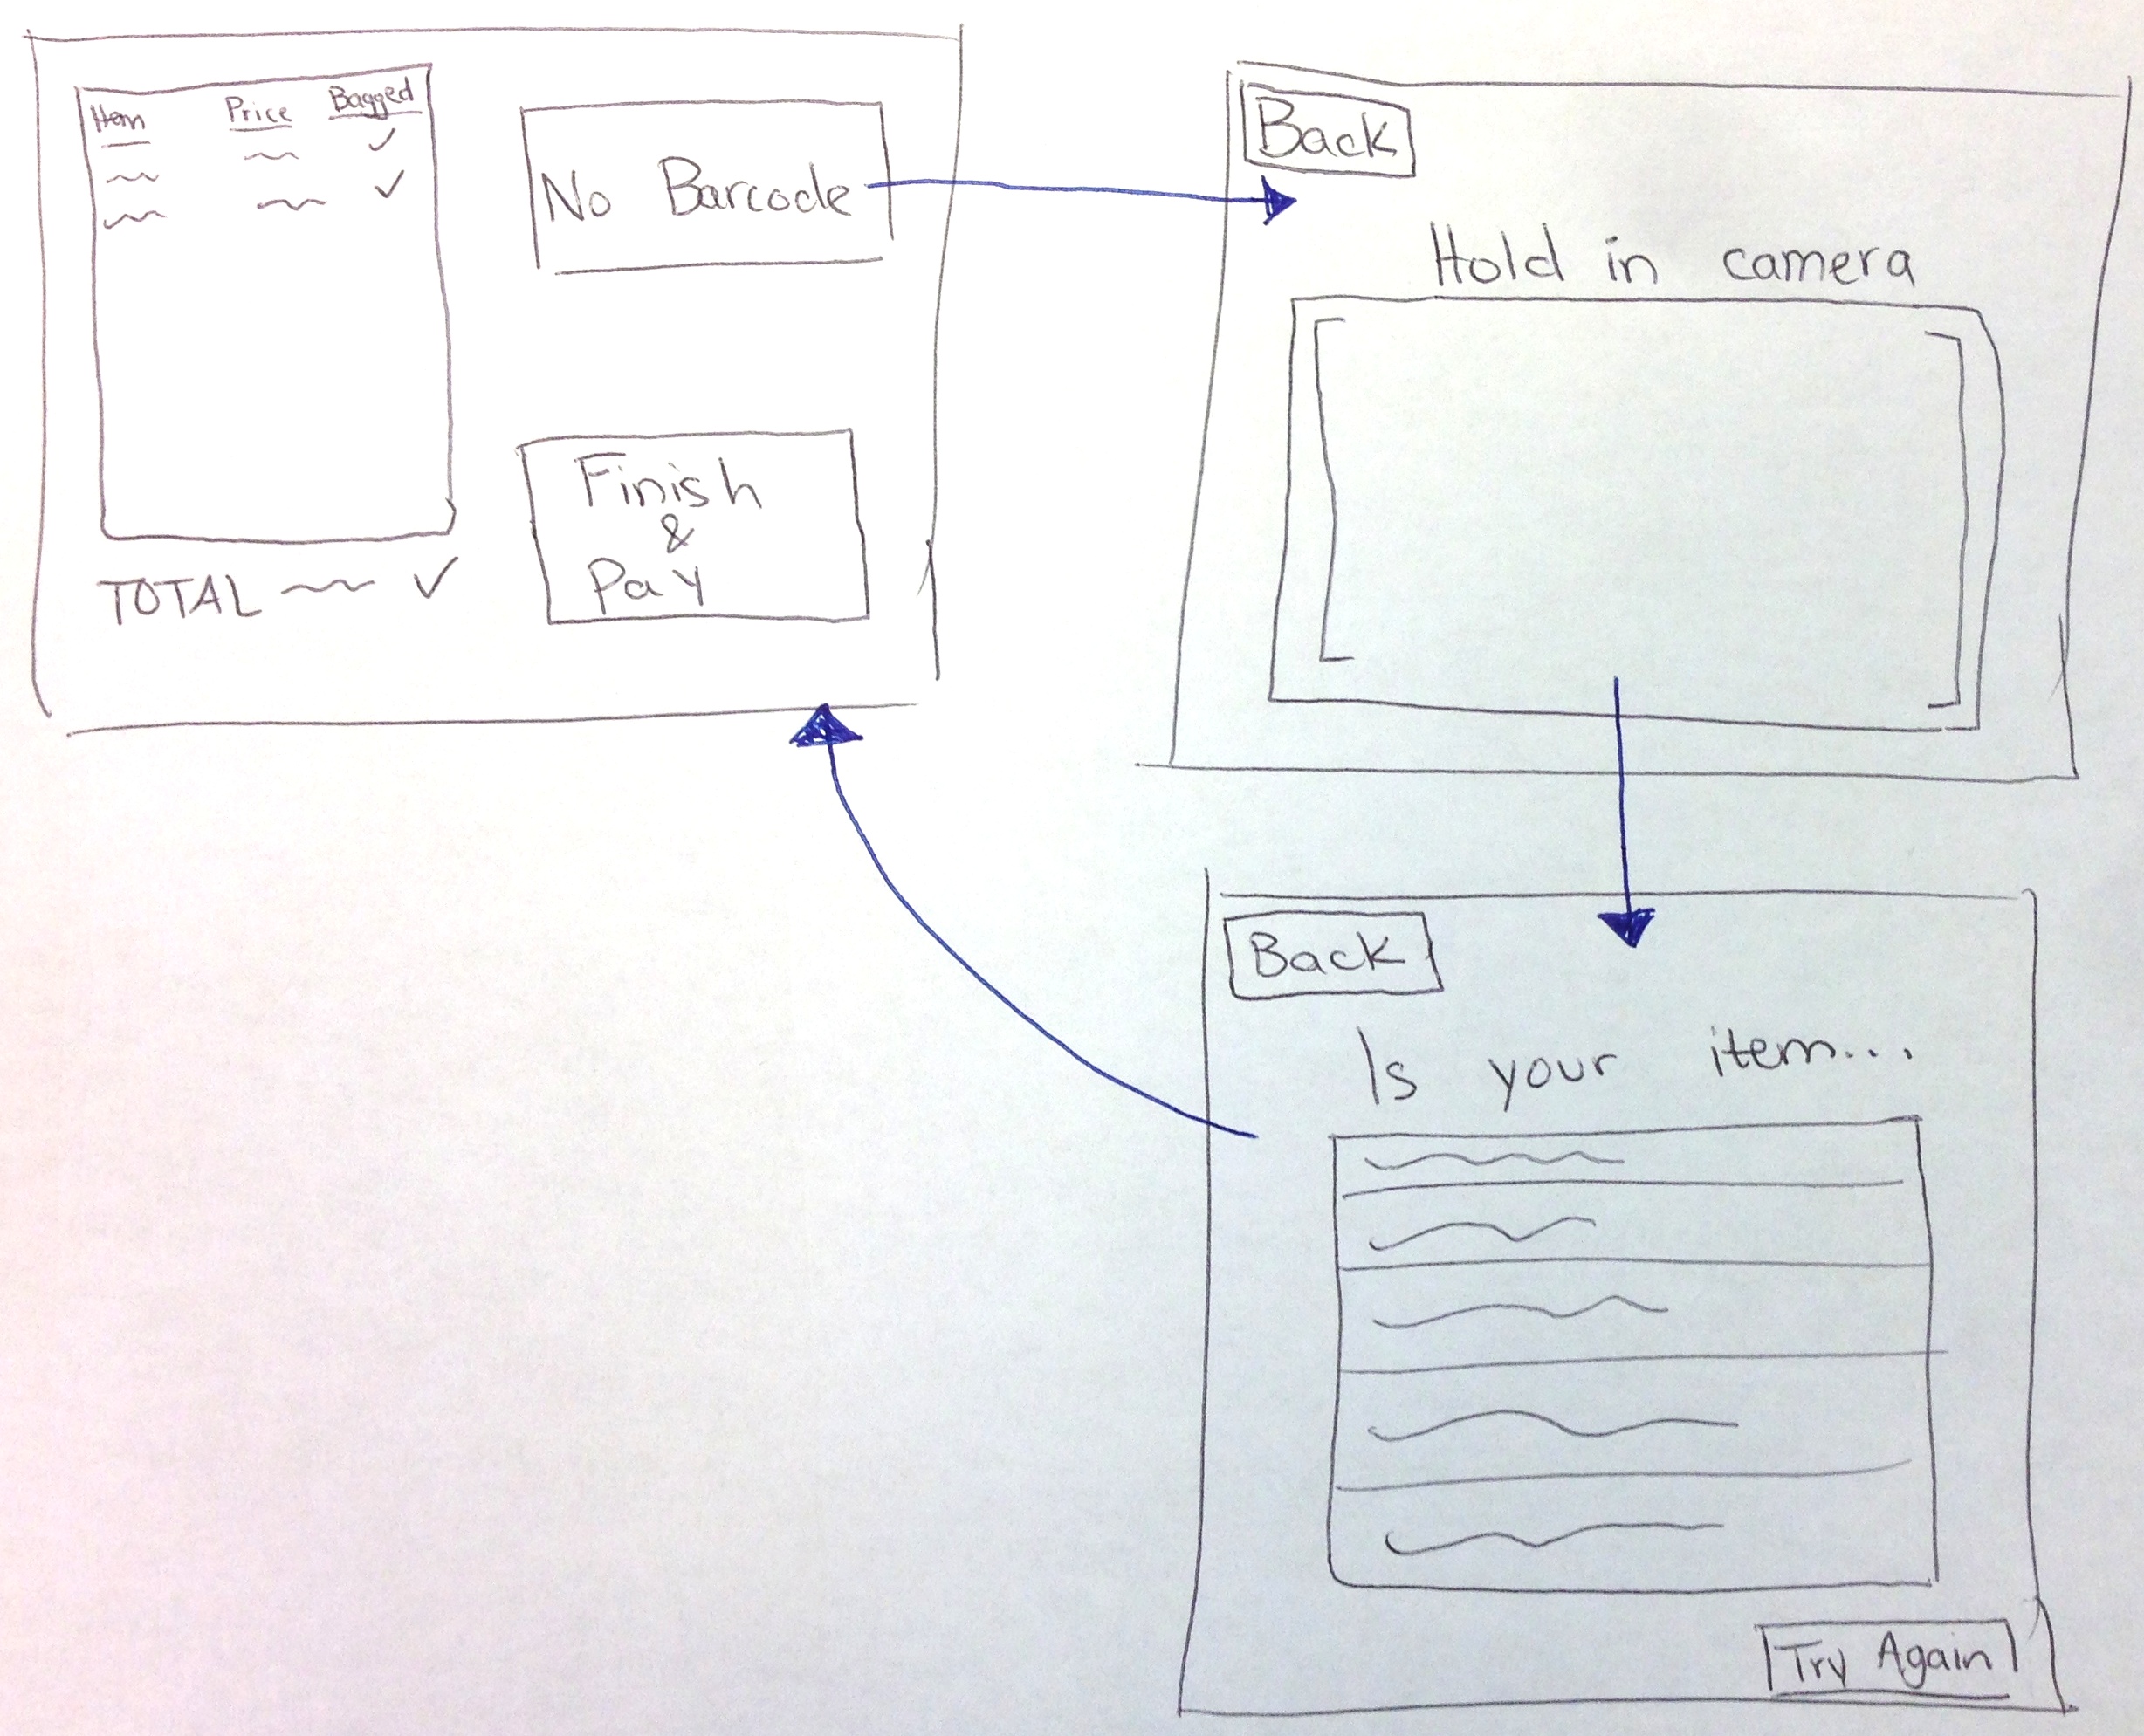 Item Price Bagged
No Barcode
Finish
&
Pay
TOTAL
Back
Hold in camera
Back
Is your item...
Try Again